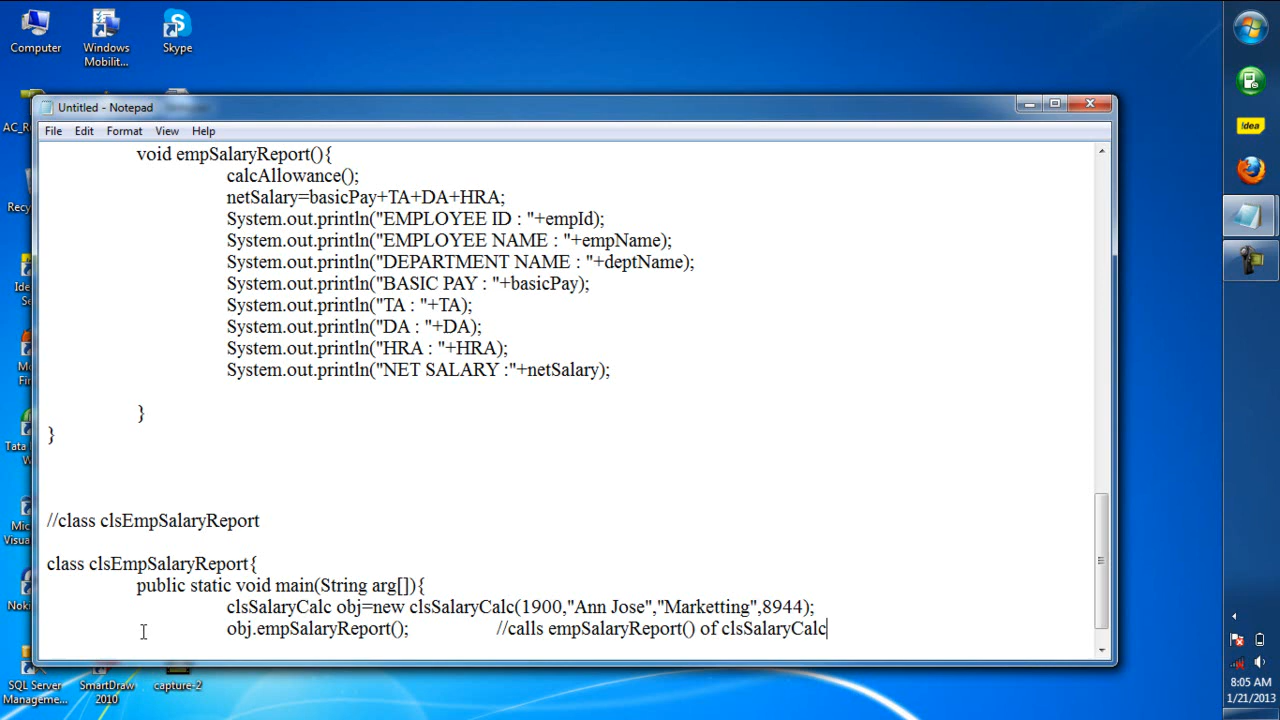 Computer
Windows
Mobilit...
Skype
Untitled - Notepad
File Edit Format View Help
void empSalaryReport(){
calcAllowance();
netSalary=basicPay+TA+DA+HRA;
System.out.println("EMPLOYEE ID : "+empId);
System.out.println("EMPLOYEE NAME : "+empName);
System.out.println("DEPARTMENT NAME : "+deptName);
System.out.println("BASIC PAY : "+basicPay);
System.out.println("TA : "+TA);
System.out.println("DA : "+DA);
System.out.println("HRA : "+HRA);
System.out.println("NET SALARY :"+netSalary);
}
}
//class clsEmpSalaryReport
class clsEmpSalaryReport{
public static void main(String arg[]){
clsSalaryCalc obj=new clsSalaryCalc(1900,"Ann Jose","Marketting",8944);
obj.empSalaryReport(); //calls empSalaryReport() of clsSalaryCalc
SQL Server
Manageme...
SmartDraw
2010
capture-2
!dea
8:05 AM
1/21/2013